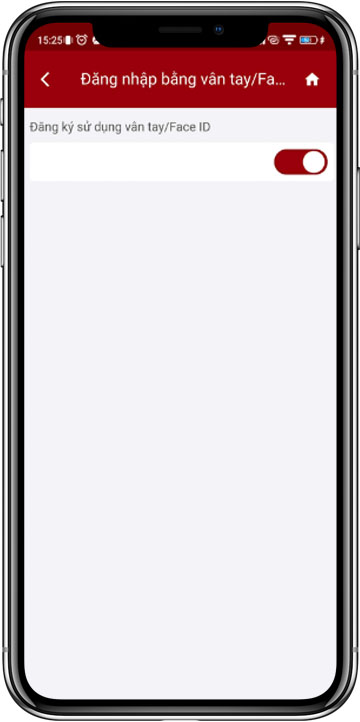 15:25
Đăng nhập bằng vân tay/Fa...
Đăng ký sử dụng vân tay/Face ID